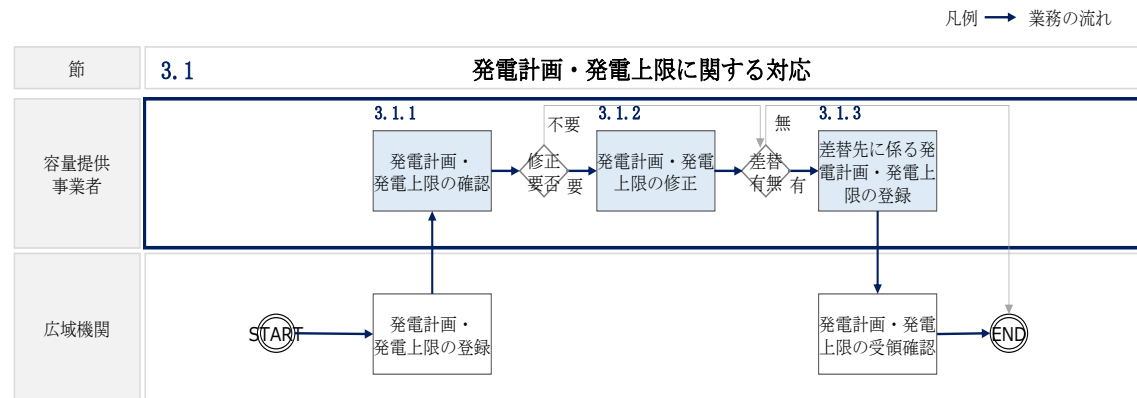 凡例 業務の流れ
節
3.1 発電計画・発電上限に関する対応
容量提供
事業者
3.1.1
発電計画・
発電上限の確認
修正
要否
不要
要
3.1.2
発電計画・発電
上限の修正
差替
有無
無
有
3.1.3
差替先に係る発
電計画・発電上
限の登録
広域機関
START
発電計画・
発電上限の登録
発電計画・発電
上限の受領確認
END